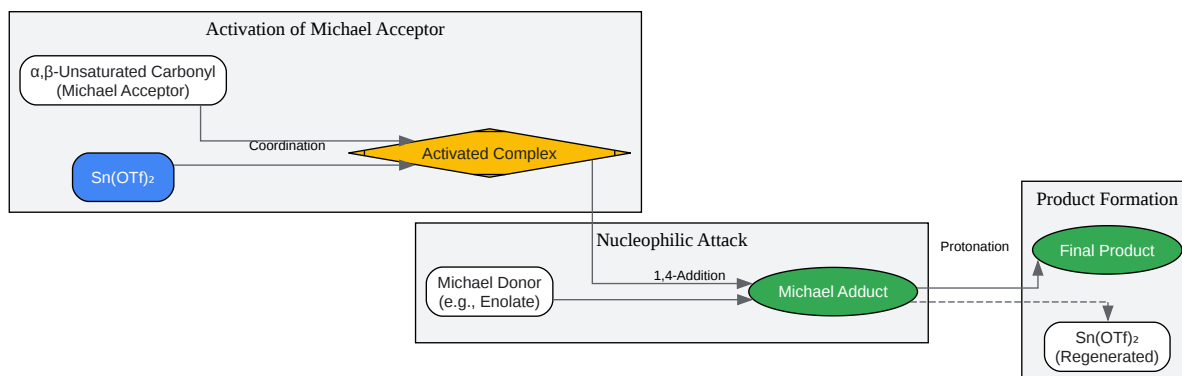 Activation of Michael Acceptor
α,β-Unsaturated Carbonyl
(Michael Acceptor)
Coordination
Activated Complex
Sn(OTf)₂
Nucleophilic Attack
Michael Donor
(e.g., Enolate)
1,4-Addition
Michael Adduct
Protonation
Product Formation
Final Product
Sn(OTf)₂
(Regenerated)